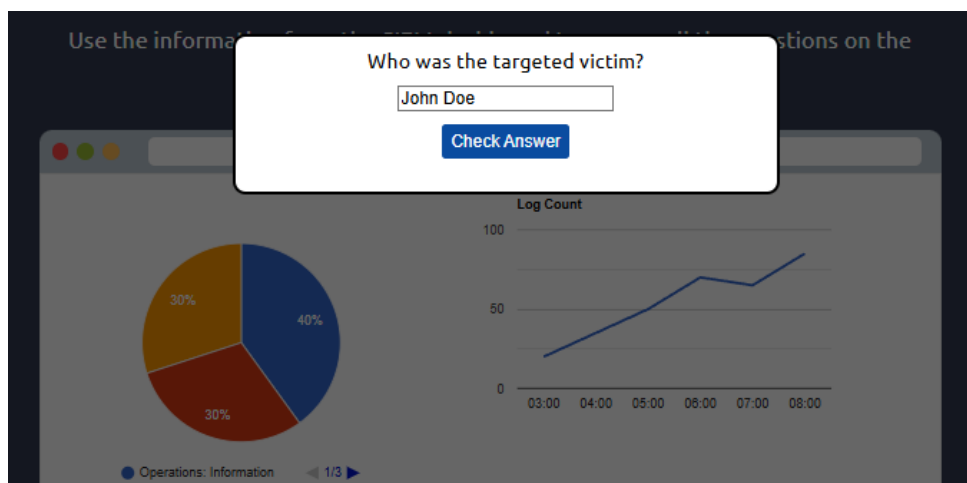 Use the informa
stions on the
Who was the targeted victim?
John Doe
Check Answer
Log Count
100
50
0
03:00 04:00 05:00 06:00 07:00 08:00
30%
40%
30%
Operations: Information
1/3